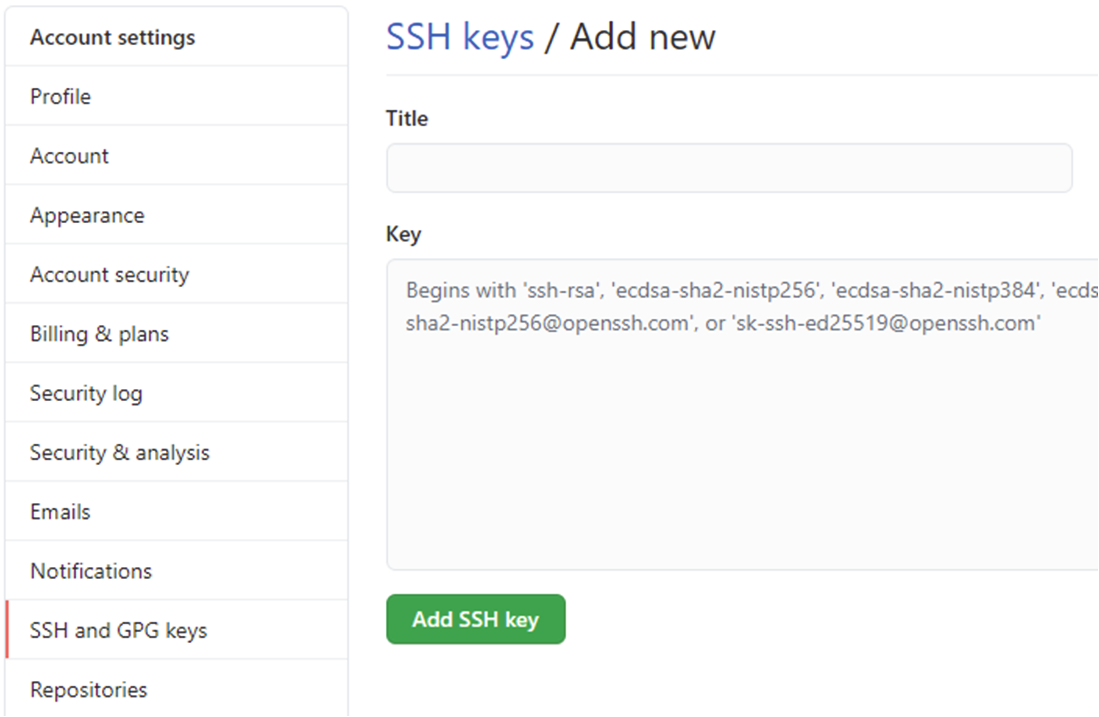 Account settings
Profile
Account
Appearance
Account security
Billing & plans
Security log
Security & analysis
Emails
Notifications
SSH and GPG keys
Repositories
SSH keys / Add new
Title
Key
Begins with 'ssh-rsa', 'ecdsa-sha2-nistp256', 'ecdsa-sha2-nistp384', 'ecds
sha2-nistp256@openssh.com', or 'sk-ssh-ed25519@openssh.com'
Add SSH key